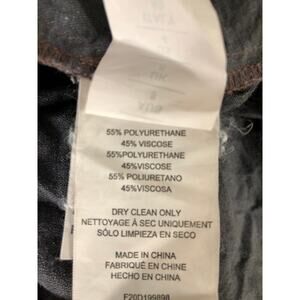 55% POLYURETHANE
45% VISCOSE
55%POLYURETHANE
45%VISCOSE
55% POLIURETANO
45%VISCOSA
DRY CLEAN ONLY
NETTOYAGE À SEC UNIQUEMENT
SÓLO LIMPIEZA EN SECO
MADE IN CHINA
FABRIQUÉ EN CHINE
HECHO EN CHINA
F20D199898